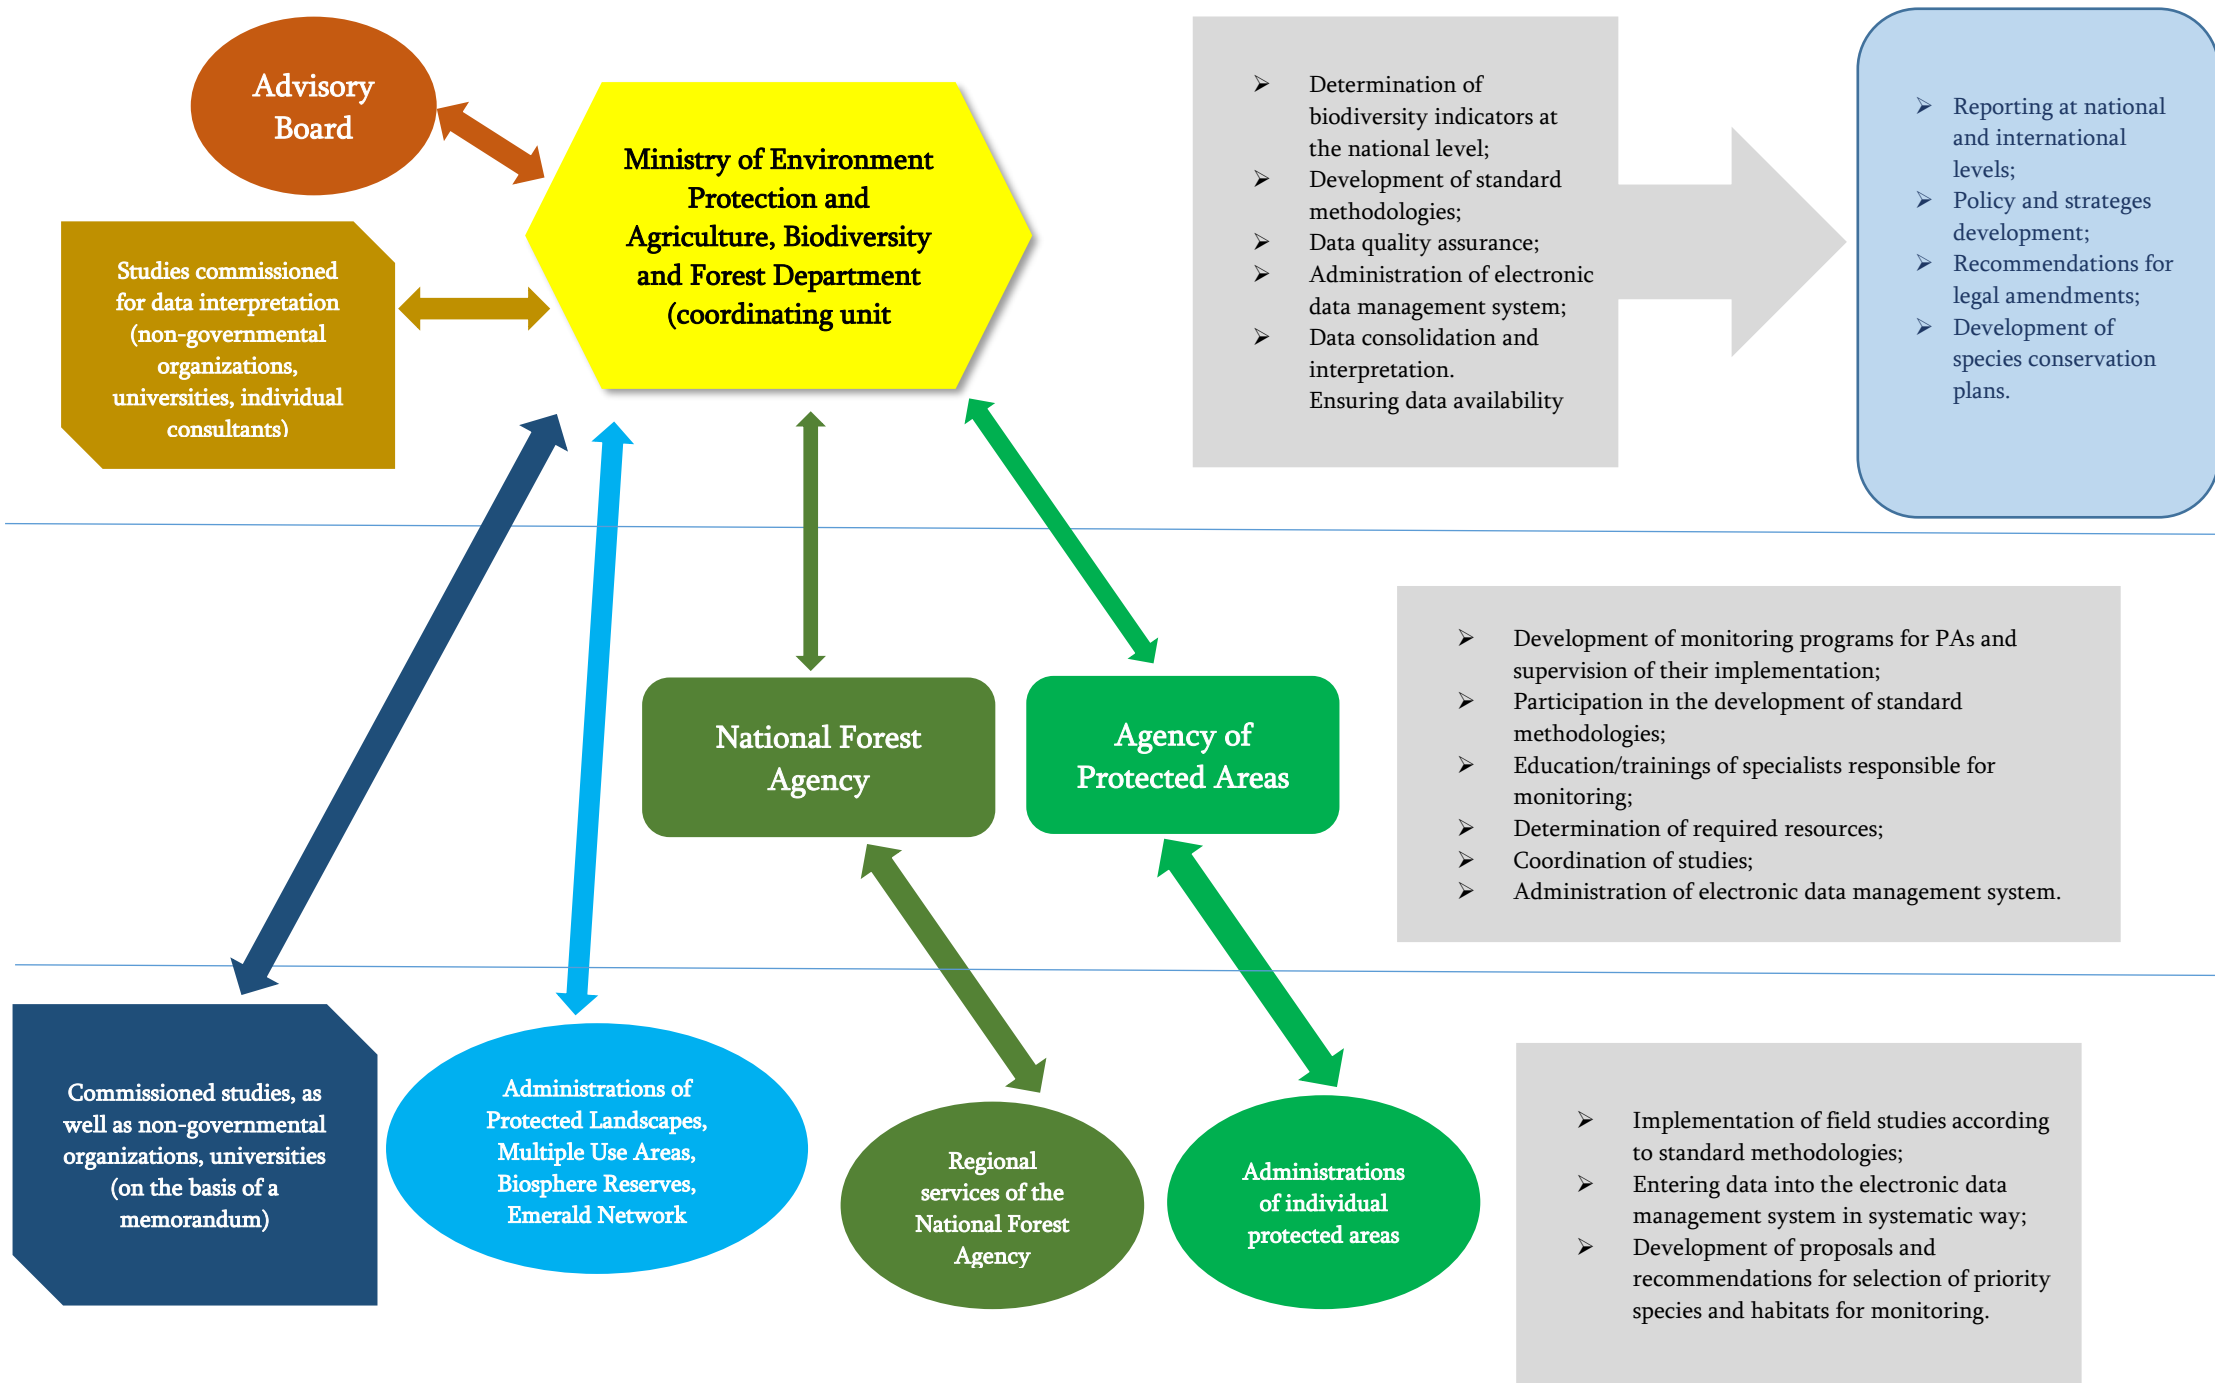 Advisory
Board
Ministry of Environment
Protection and
Agriculture, Biodiversity
and Forest Department
(coordinating unit
Studies commissioned
for data interpretation
(non-governmental
organizations,
universities, individual
consultants)
➢ Determination of
biodiversity indicators at
the national level;
➢ Development of standard
methodologies;
➢ Data quality assurance;
➢ Administration of electronic
data management system;
➢ Data consolidation and
interpretation.
Ensuring data availability
➢ Reporting at national
and international
levels;
➢ Policy and strateges
development;
➢ Recommendations for
legal amendments;
➢ Development of
species conservation
plans.
National Forest
Agency
Agency of
Protected Areas
➢ Development of monitoring programs for PAs and
supervision of their implementation;
➢ Participation in the development of standard
methodologies;
➢ Education/trainings of specialists responsible for
monitoring;
➢ Determination of required resources;
➢ Coordination of studies;
➢ Administration of electronic data management system.
Commissioned studies, as
well as non-governmental
organizations, universities
(on the basis of a
memorandum)
Administrations of
Protected Landscapes,
Multiple Use Areas,
Biosphere Reserves,
Emerald Network
Regional
services of the
National Forest
Agency
Administrations
of individual
protected areas
➢ Implementation of field studies according
to standard methodologies;
➢ Entering data into the electronic data
management system in systematic way;
➢ Development of proposals and
recommendations for selection of priority
species and habitats for monitoring.